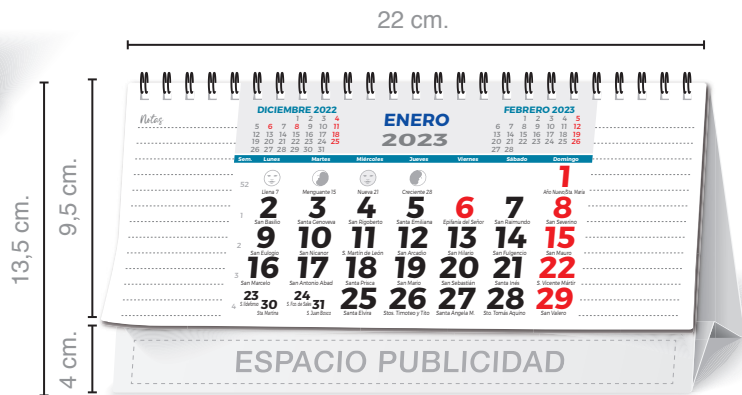 22 cm.
13,5 cm.
9,5 cm.
4 cm.
Notas
DICIEMBRE 2022
1 2 3 4
5 6 7 8 9 10 11
12 13 14 15 16 17 18
19 20 21 22 23 24 25
26 27 28 29 30 31
ENERO
2023
FEBRERO 2023
1 2 3 4 5
6 7 8 9 10 11 12
13 14 15 16 17 18 19
20 21 22 23 24 25 26
27 28
Sem. Lunes Martes Miércoles Jueves Viernes Sábado Domingo
52 1
Llena 7 Menguante 15 Nueva 21 Creciente 28 Año Nuevo/Sta. María
1 2 3 4 5 6 7 8
San Basilio Santa Genoveva San Rigoberto Santa Emiliana Epifanía del Señor San Raimundo San Severino
2 9 10 11 12 13 14 15
San Eulogio San Nicanor S. Martín de León San Arcadio San Hilario San Fulgencio San Mauro
3 16 17 18 19 20 21 22
San Marcelo San Antonio Abad Santa Prisca San Mario San Sebastián Santa Inés S. Vicente Mártir
4 23 30 24 31 25 26 27 28 29
S. Ildefonso Sta Martina S. Fco. de Sales S. Juan Bosco Santa Elvira Stos. Timoteo y Tito Santa Ángela M. Sto. Tomás Aquino San Valero
ESPACIO PUBLICIDAD